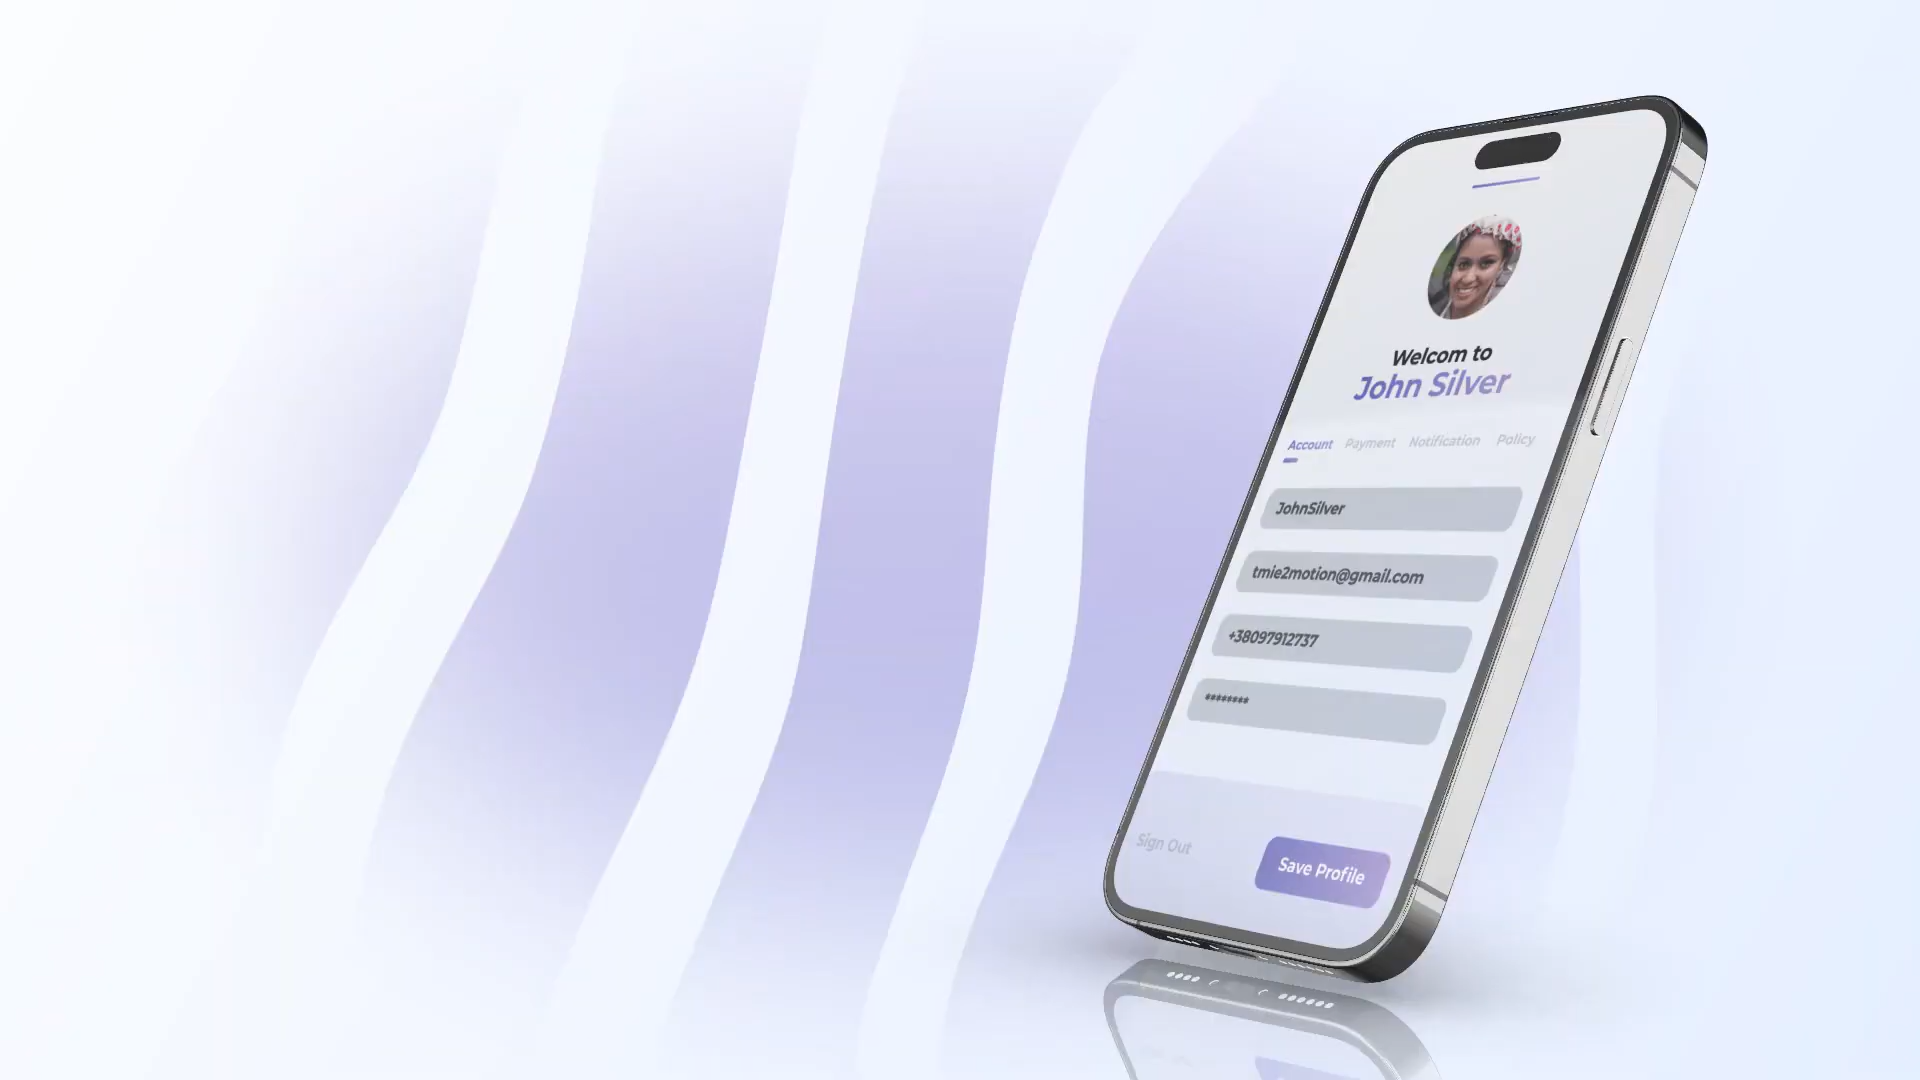 Welcom to
John Silver
Account Payment Notification Policy
JohnSilver
tmie2motion@gmail.com
+38097912737
********
Sign Out
Save Profile